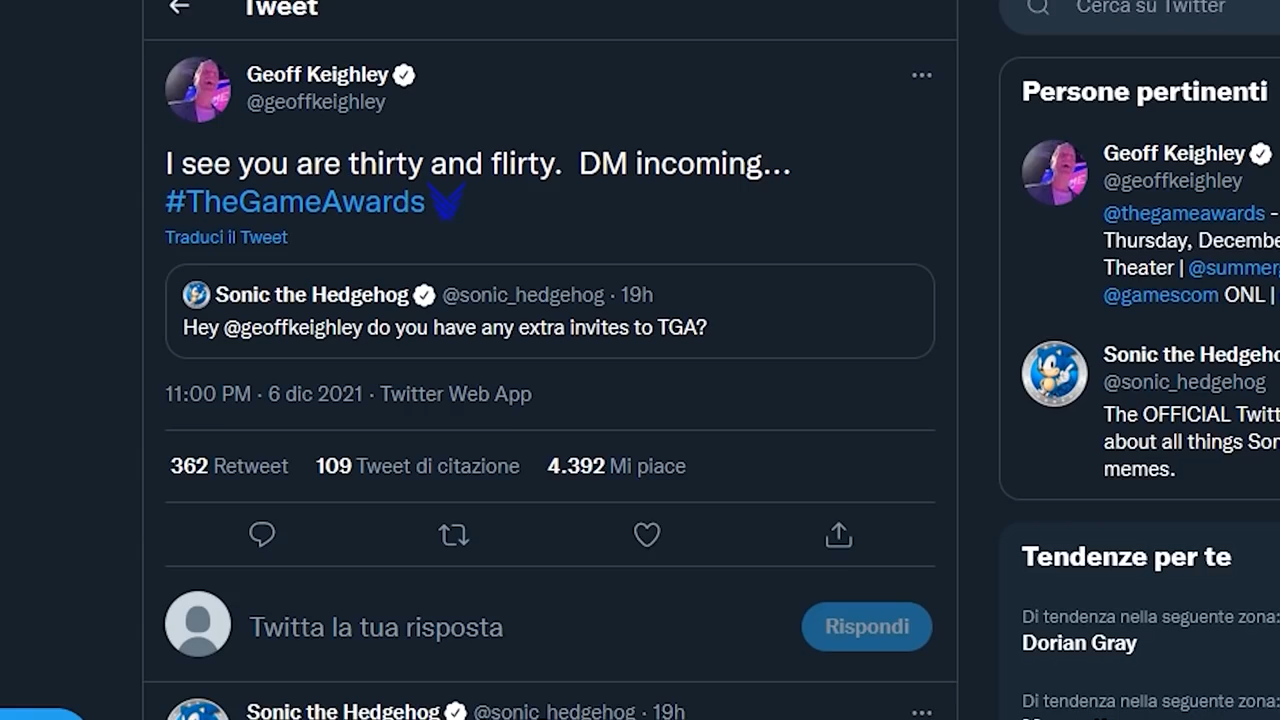 Tweet
Geoff Keighley
@geoffkeighley
I see you are thirty and flirty.  DM incoming...
#TheGameAwards
Traduci il Tweet
Sonic the Hedgehog @sonic_hedgehog · 19h
Hey @geoffkeighley do you have any extra invites to TGA?
11:00 PM · 6 dic 2021 · Twitter Web App
362 Retweet 109 Tweet di citazione 4.392 Mi piace
Twitta la tua risposta
Rispondi
Sonic the Hedgehog @sonic_hedgehog · 19h
Cerca su Twitter
Persone pertinenti
Geoff Keighley
@geoffkeighley
@thegameawards -
Thursday, Decembe
Theater | @summer
@gamescom ONL |
Sonic the Hedgeho
@sonic_hedgehog
The OFFICIAL Twitt
about all things Son
memes.
Tendenze per te
Di tendenza nella seguente zona:
Dorian Gray
Di tendenza nella seguente zona: